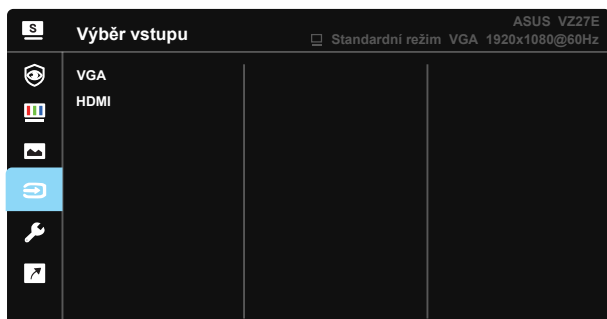 S
Výběr vstupu
ASUS VZ27E
Standardní režim VGA 1920x1080@60Hz
VGA
HDMI